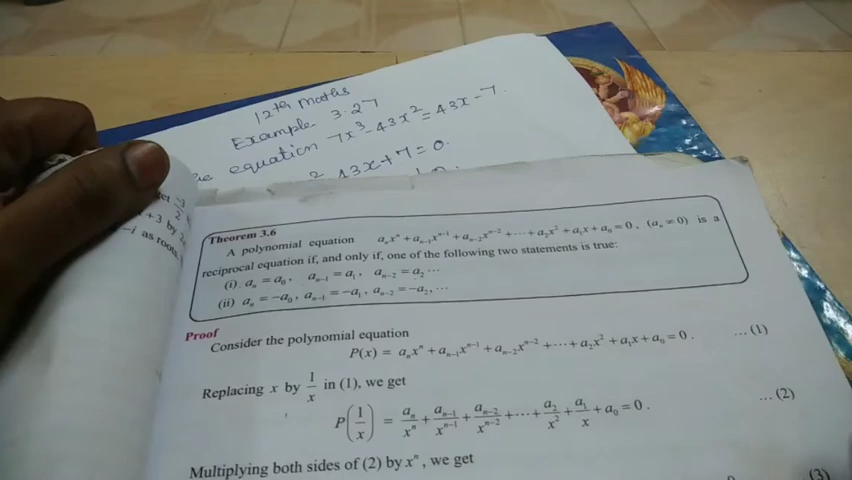 12th Maths
Example 3.27
equation 7x³-43x²=43x-7.
², 43x+7=0.
+3 by
-i as roots
Theorem 3.6
A polynomial equation aₙxⁿ + aₙ₋₁xⁿ⁻¹ + aₙ₋₂xⁿ⁻² + ⋯ + a₂x² + a₁x + a₀ = 0, (aₙ ≠ 0) is a
reciprocal equation if, and only if, one of the following two statements is true:
(i) aₙ = a₀, aₙ₋₁ = a₁, aₙ₋₂ = a₂ ⋯
(ii) aₙ = -a₀, aₙ₋₁ = -a₁, aₙ₋₂ = -a₂, ⋯
Proof
Consider the polynomial equation
P(x) = aₙxⁿ + aₙ₋₁xⁿ⁻¹ + aₙ₋₂xⁿ⁻² + ⋯ + a₂x² + a₁x + a₀ = 0. ...(1)
Replacing x by 1/x in (1), we get
P(1/x) = aₙ/xⁿ + aₙ₋₁/xⁿ⁻¹ + aₙ₋₂/xⁿ⁻² + ⋯ + a₂/x² + a₁/x + a₀ = 0. ...(2)
Multiplying both sides of (2) by xⁿ, we get
(3)